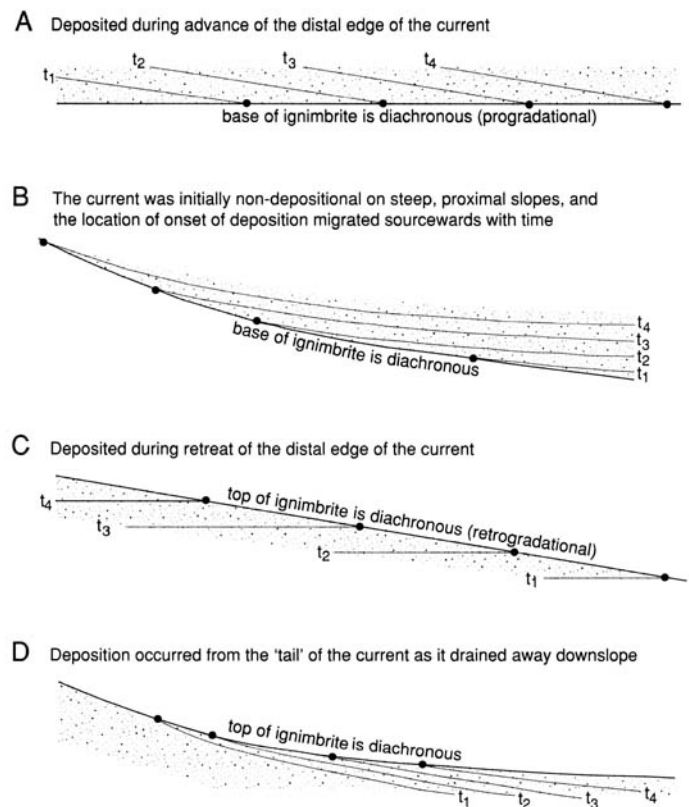 A Deposited during advance of the distal edge of the current
t1
t2
t3
t4
base of ignimbrite is diachronous (progradational)
B The current was initially non-depositional on steep, proximal slopes, and
the location of onset of deposition migrated sourcewards with time
base of ignimbrite is diachronous
t4
t3
t2
t1
C Deposited during retreat of the distal edge of the current
top of ignimbrite is diachronous (retrogradational)
t4
t3
t2
t1
D Deposition occurred from the 'tail' of the current as it drained away downslope
top of ignimbrite is diachronous
t1
t2
t3
t4